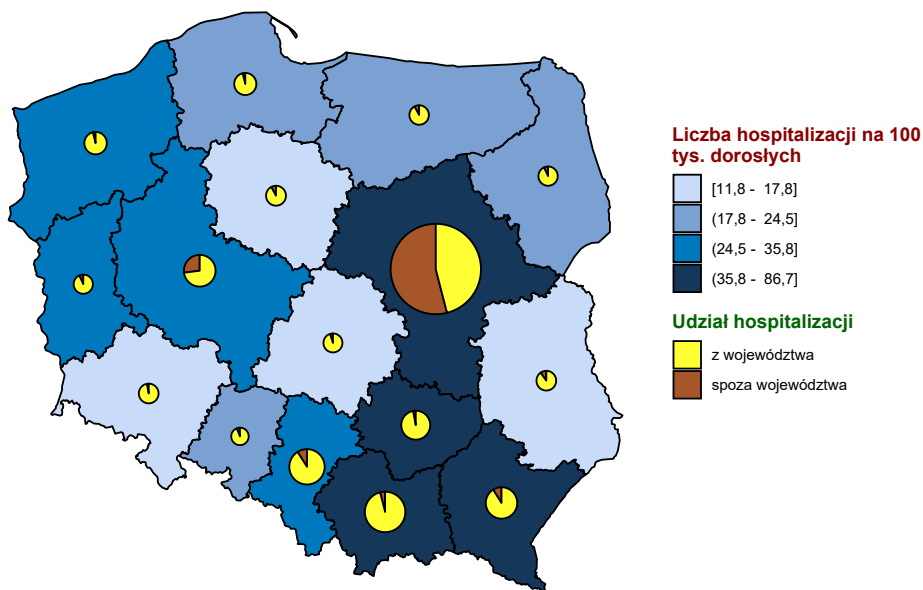 Liczba hospitalizacji na 100
tys. dorosłych
[11,8 - 17,8]
(17,8 - 24,5]
(24,5 - 35,8]
(35,8 - 86,7]
Udział hospitalizacji
z województwa
spoza województwa